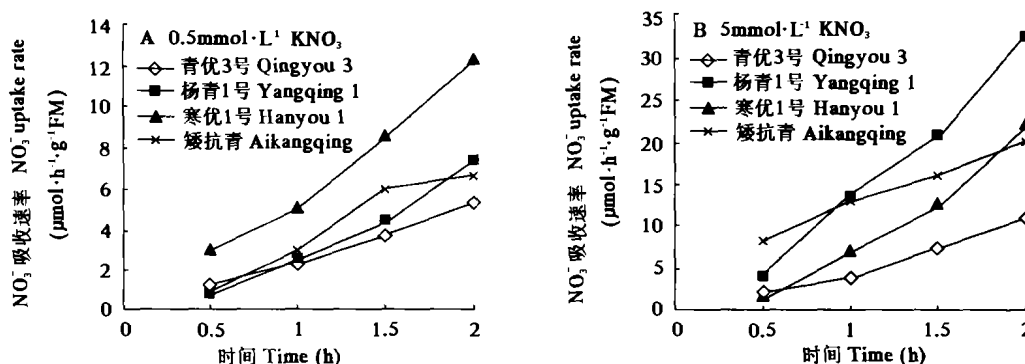 A 0.5mmol·L⁻¹ KNO₃
青优3号 Qingyou 3
杨青1号 Yangqing 1
寒优1号 Hanyou 1
矮抗青 Aikangqing
NO₃⁻ 吸收速率 NO₃⁻ uptake rate
(μmol·h⁻¹·g⁻¹FM)
14
12
10
8
6
4
2
0
0 0.5 1 1.5 2
时间 Time (h)
B 5mmol·L⁻¹ KNO₃
青优3号 Qingyou 3
杨青1号 Yangqing 1
寒优1号 Hanyou 1
矮抗青 Aikangqing
NO₃⁻ 吸收速率 NO₃⁻ uptake rate
(μmol·h⁻¹·g⁻¹FM)
35
30
25
20
15
10
5
0
0 0.5 1 1.5 2
时间 Time (h)